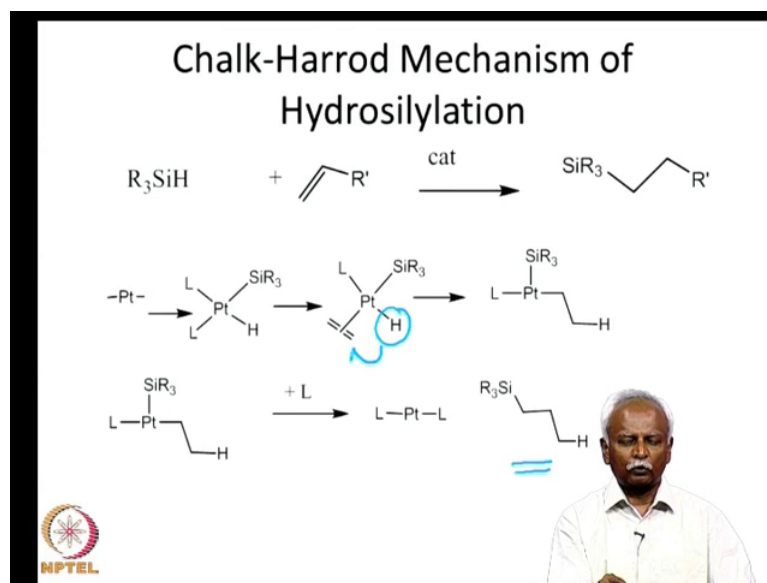 Chalk-Harrod Mechanism of
Hydrosilylation
R₃SiH + R' cat SiR₃ R'
-Pt- L L Pt SiR₃ H L Pt SiR₃ H SiR₃ L-Pt H
SiR₃ L-Pt H + L L-Pt-L R₃Si H
NPTEL